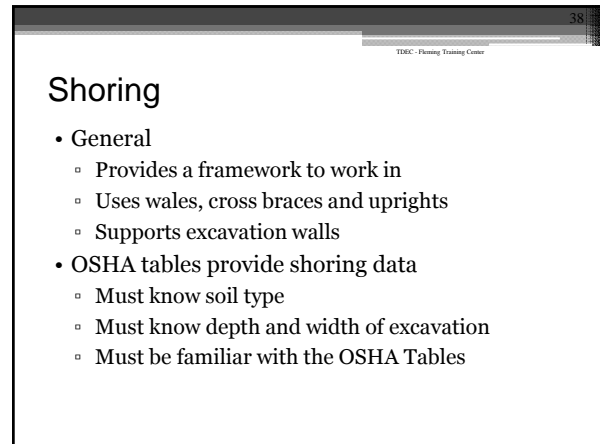 38
TDEC - Fleming Training Center
Shoring
• General
▫ Provides a framework to work in
▫ Uses wales, cross braces and uprights
▫ Supports excavation walls
• OSHA tables provide shoring data
▫ Must know soil type
▫ Must know depth and width of excavation
▫ Must be familiar with the OSHA Tables